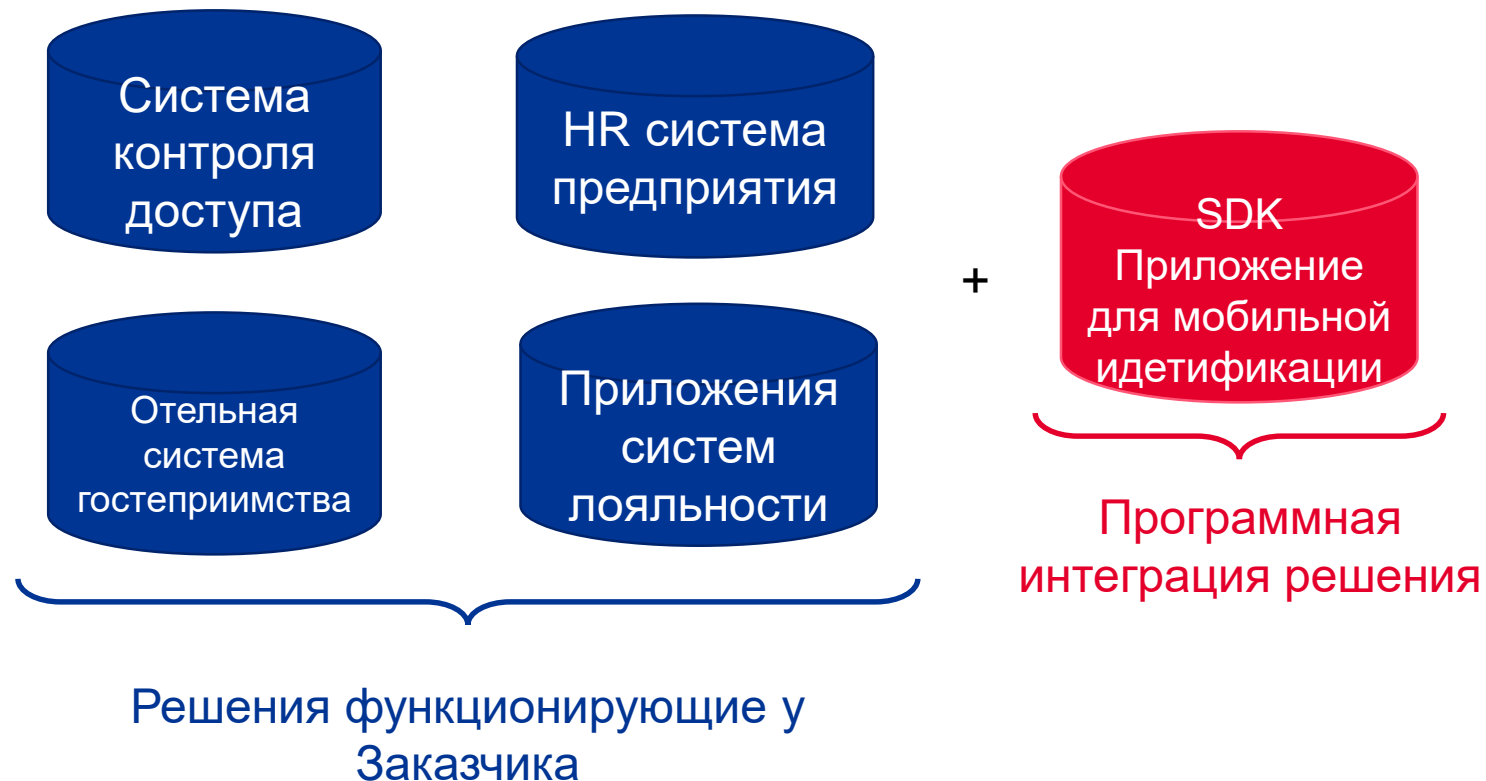 Система
контроля
доступа
HR система
предприятия
Отельная
система
гостеприимства
Приложения
систем
лояльности
+
SDK
Приложение
для мобильной
идетификации
Программная
интеграция решения
Решения функционирующие у
Заказчика